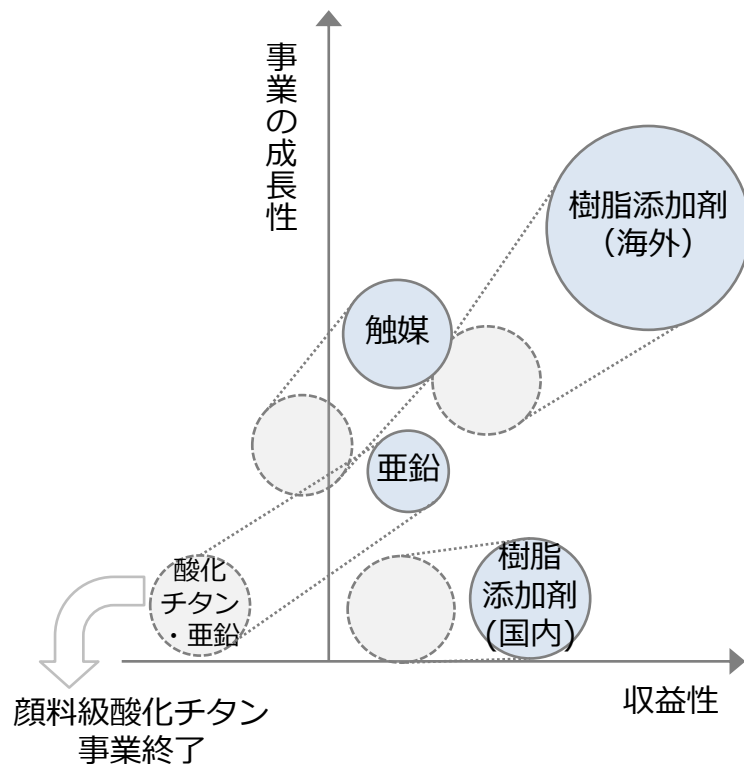 事業の成長性
樹脂添加剤
（海外）
触媒
亜鉛
酸化
チタン
・亜鉛
樹脂
添加剤
(国内)
収益性
顔料級酸化チタン
事業終了